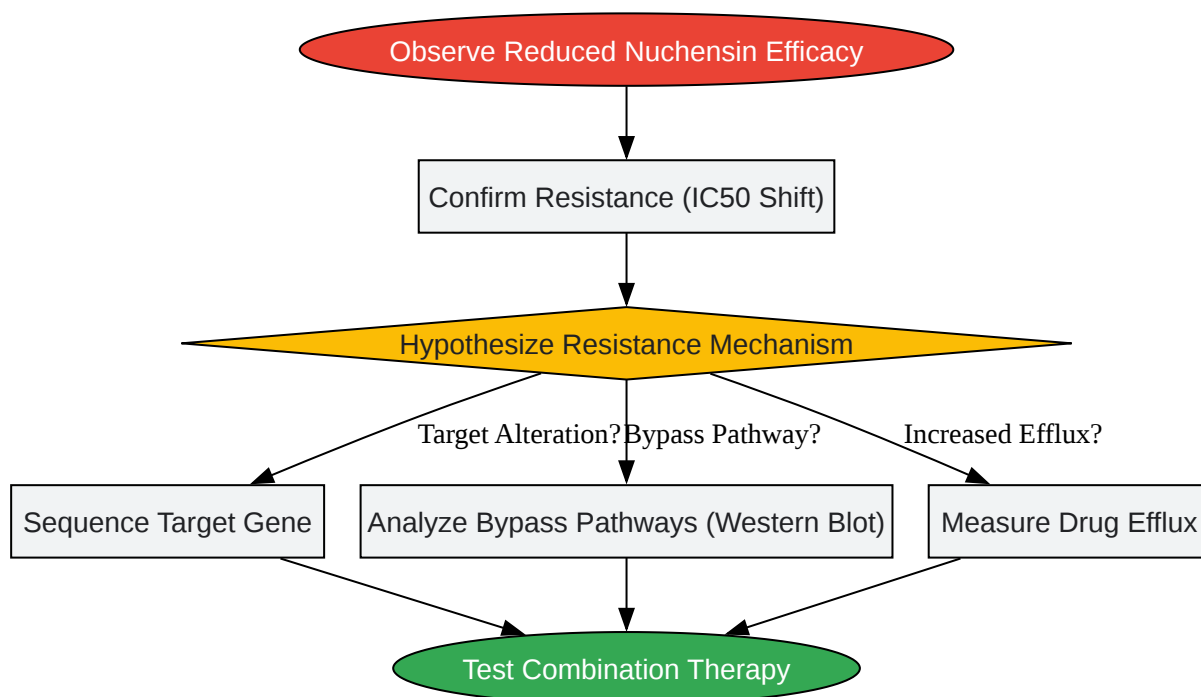 Observe Reduced Nuchensin Efficacy
Confirm Resistance (IC50 Shift)
Hypothesize Resistance Mechanism
Target Alteration?
Bypass Pathway?
Increased Efflux?
Sequence Target Gene
Analyze Bypass Pathways (Western Blot)
Measure Drug Efflux
Test Combination Therapy